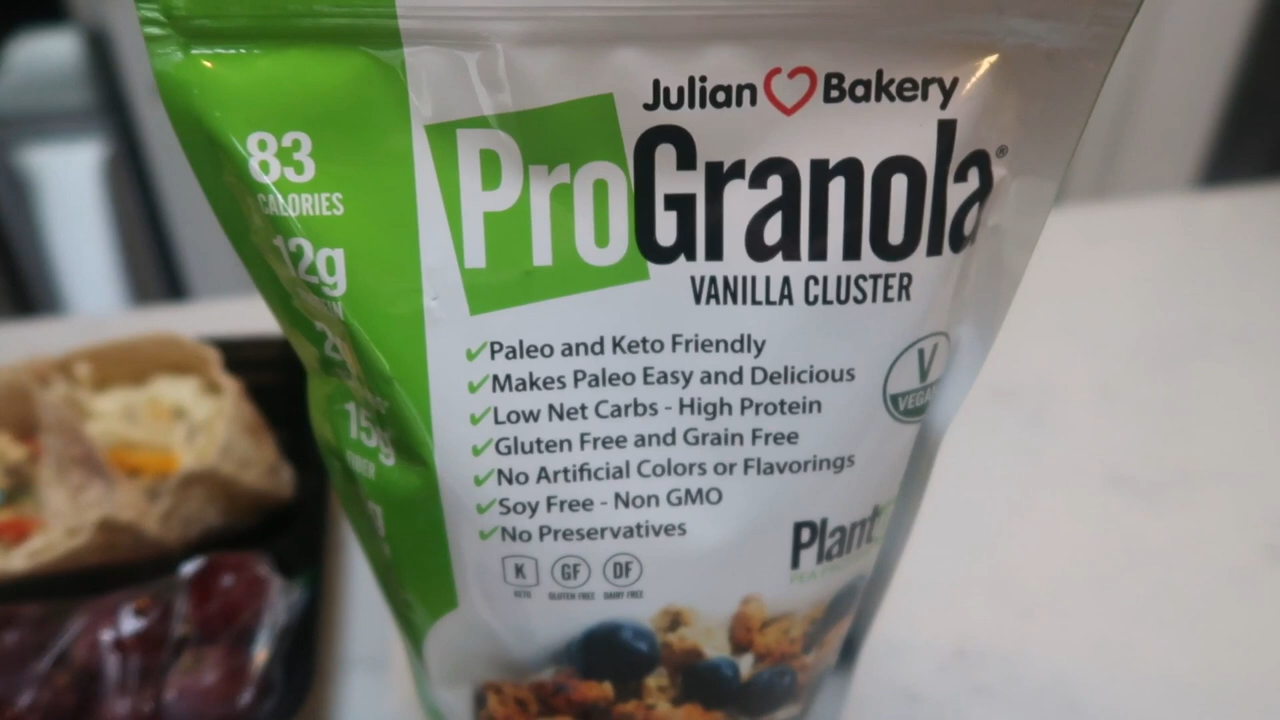 Julian Bakery
ProGranola®
VANILLA CLUSTER
83
CALORIES
12g
15g
✓Paleo and Keto Friendly
✓Makes Paleo Easy and Delicious
✓Low Net Carbs - High Protein
✓Gluten Free and Grain Free
✓No Artificial Colors or Flavorings
✓Soy Free - Non GMO
✓No Preservatives
V
Plant
K
KETO
GF
GLUTEN FREE
DF
DAIRY FREE